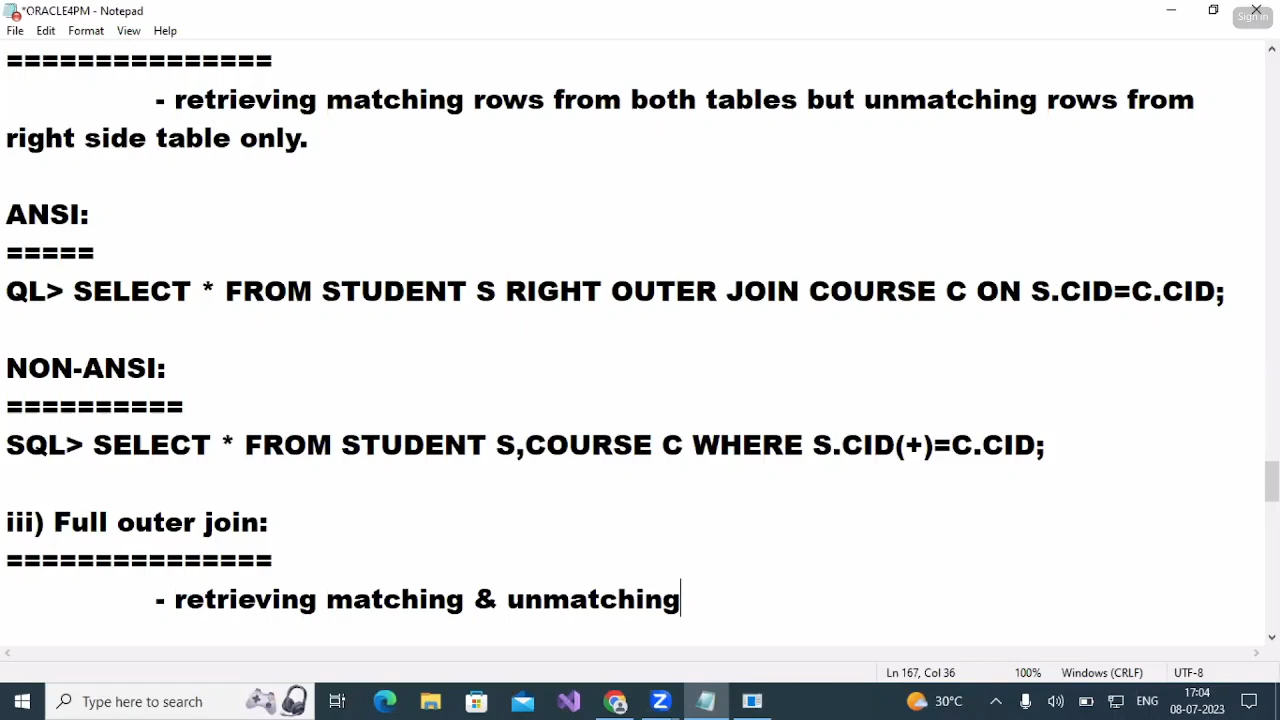 *ORACLE4PM - Notepad
Sign in
File Edit Format View Help
===============
- retrieving matching rows from both tables but unmatching rows from
right side table only.
ANSI:
=====
QL> SELECT * FROM STUDENT S RIGHT OUTER JOIN COURSE C ON S.CID=C.CID;
NON-ANSI:
==========
SQL> SELECT * FROM STUDENT S,COURSE C WHERE S.CID(+)=C.CID;
iii) Full outer join:
===============
- retrieving matching & unmatching
Ln 167, Col 36 100% Windows (CRLF) UTF-8
Type here to search 30°C ENG 17:04
08-07-2023